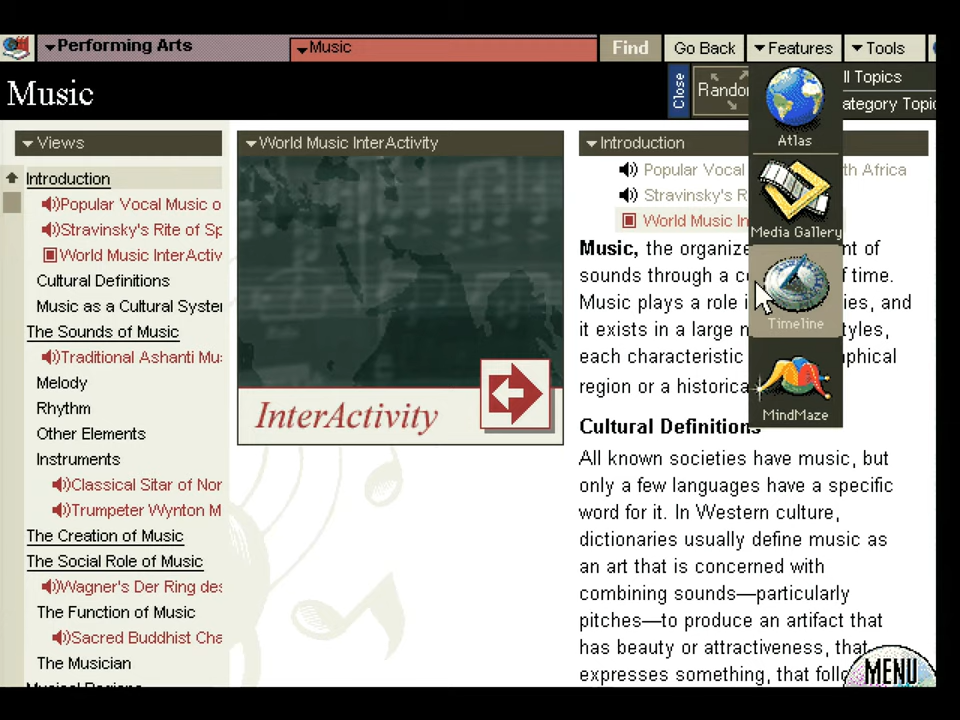 Performing Arts
Music
Find
Go Back
Features
Tools
Music
Close
Rando
ll Topics
ategory Topic
Atlas
Media Gallery
Timeline
MindMaze
Views
Introduction
Popular Vocal Music o
Stravinsky's Rite of Sp
World Music InterActiv
Cultural Definitions
Music as a Cultural Syster
The Sounds of Music
Traditional Ashanti Mu
Melody
Rhythm
Other Elements
Instruments
Classical Sitar of Nor
Trumpeter Wynton M
The Creation of Music
The Social Role of Music
Wagner's Der Ring des
The Function of Music
Sacred Buddhist Cha
The Musician
World Music InterActivity
InterActivity
Introduction
Popular Vocal th Africa
Stravinsky's R
World Music In
Music, the organize nt of
sounds through a co f time.
Music plays a role i ies, and
it exists in a large n tyles,
each characteristic aphical
region or a historica
Cultural Definitions
All known societies have music, but
only a few languages have a specific
word for it. In Western culture,
dictionaries usually define music as
an art that is concerned with
combining sounds—particularly
pitches—to produce an artifact that
has beauty or attractiveness, that
expresses something, that follo
MENU